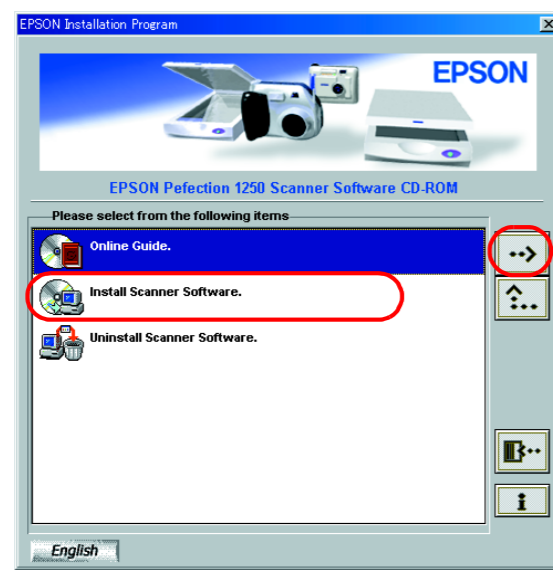 EPSON Installation Program
EPSON
EPSON Pefection 1250 Scanner Software CD-ROM
Please select from the following items
Online Guide.
Install Scanner Software.
Uninstall Scanner Software.
English